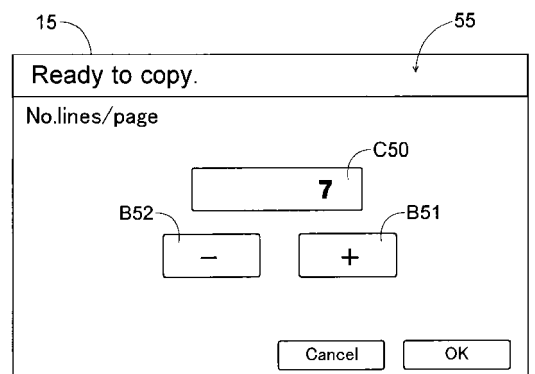 15
55
Ready to copy.
No.lines/page
C50
7
B52
B51
− +
Cancel OK